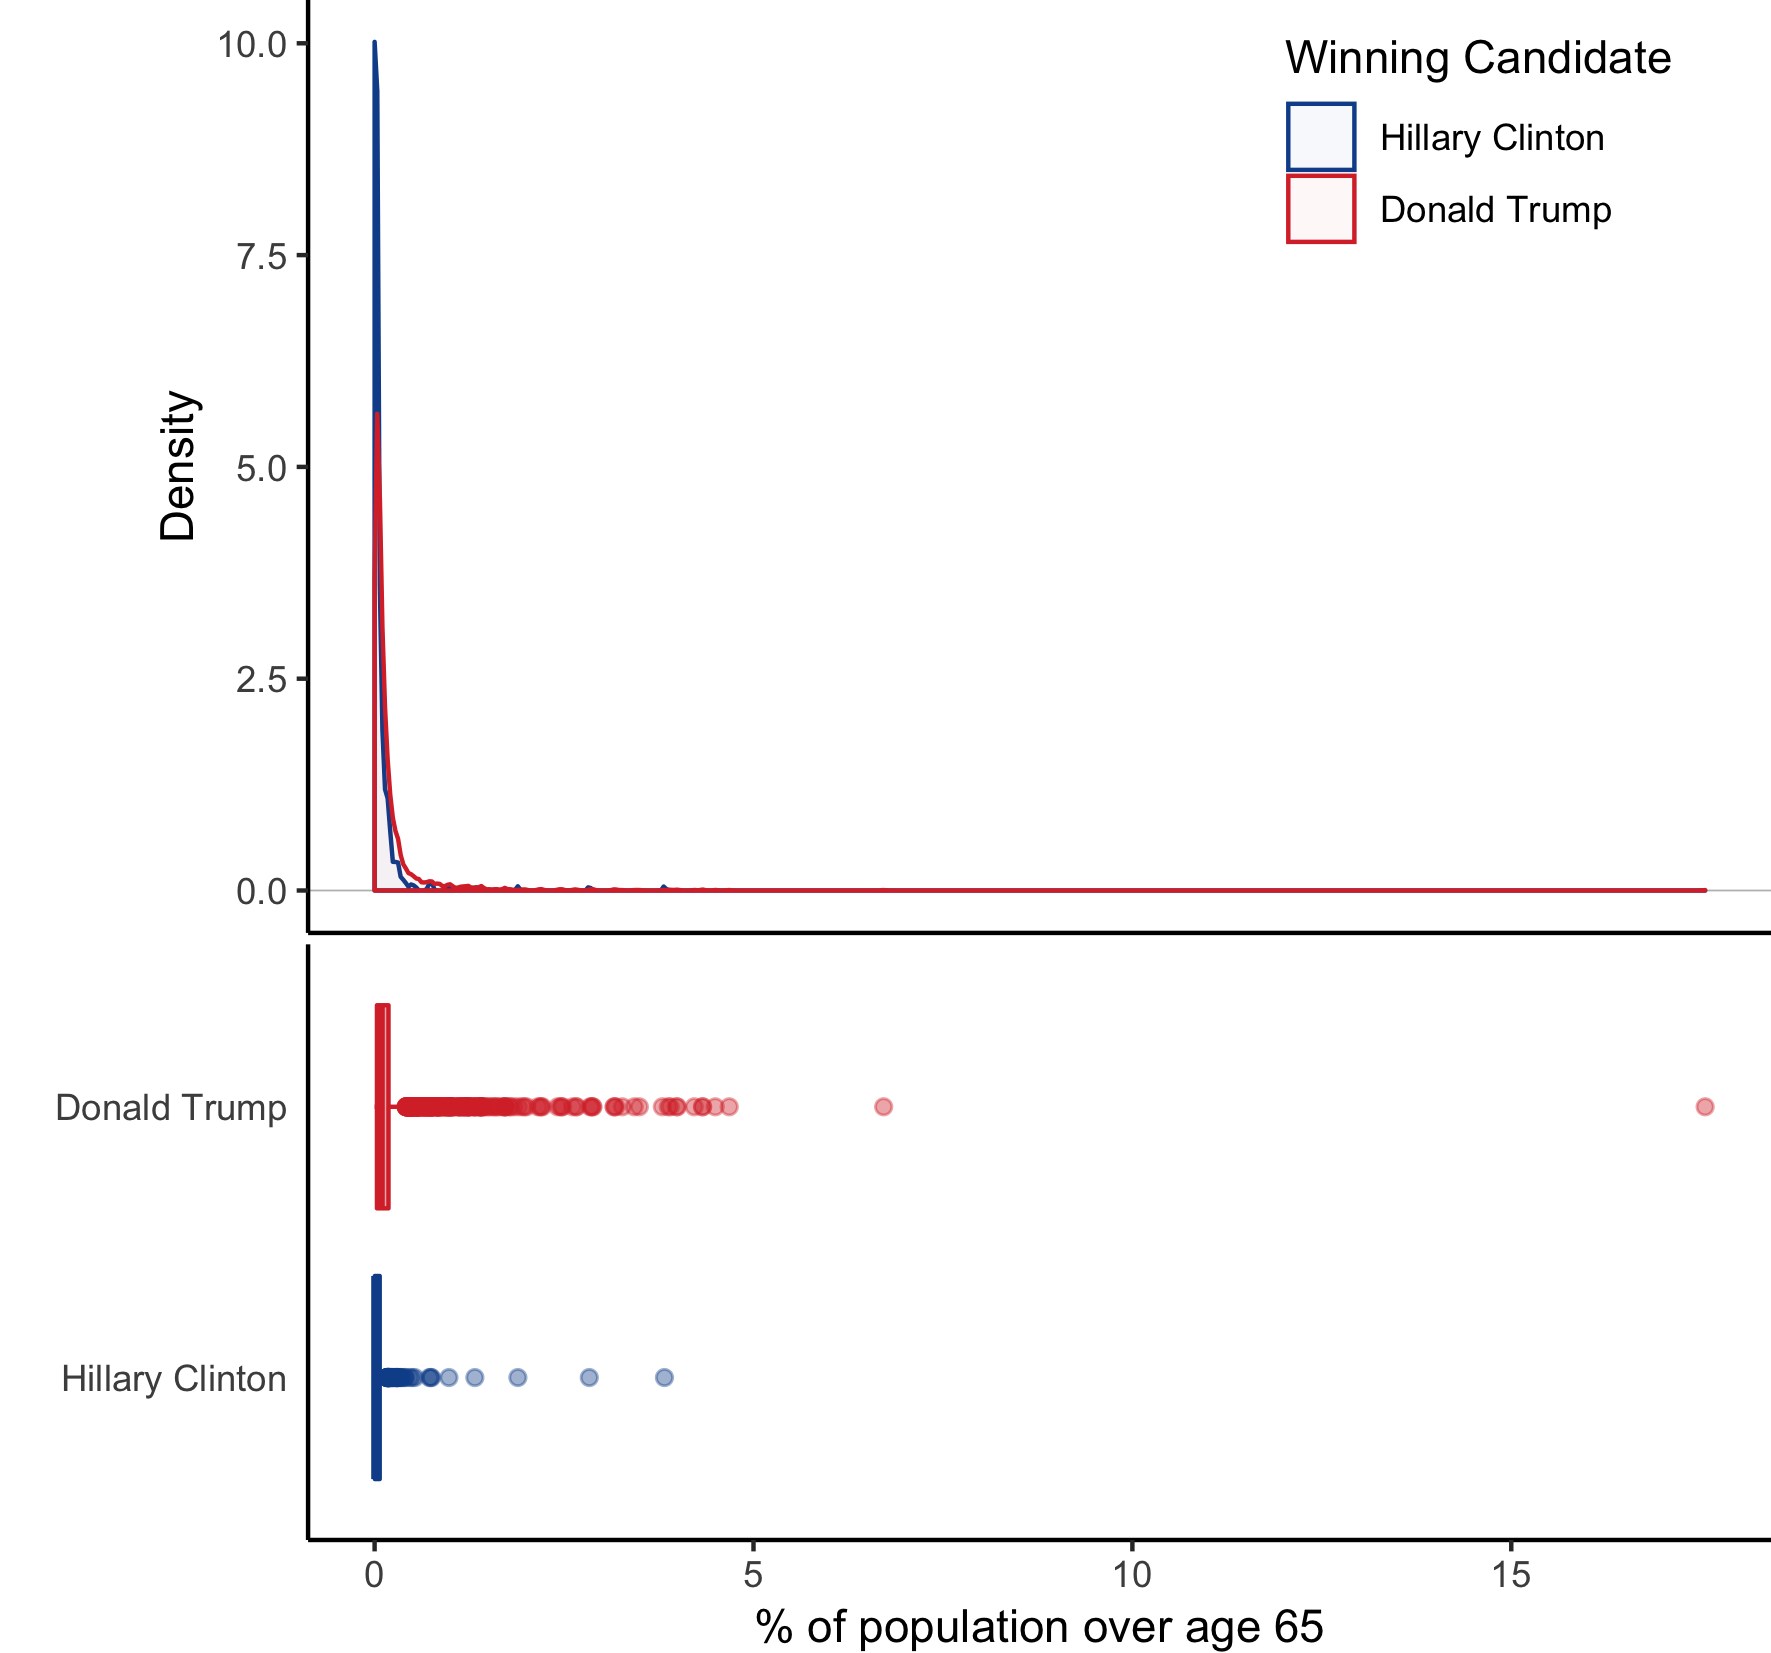 10.0
7.5
5.0
2.5
0.0
Density
Winning Candidate
Hillary Clinton
Donald Trump
Donald Trump
Hillary Clinton
0 5 10 15
% of population over age 65